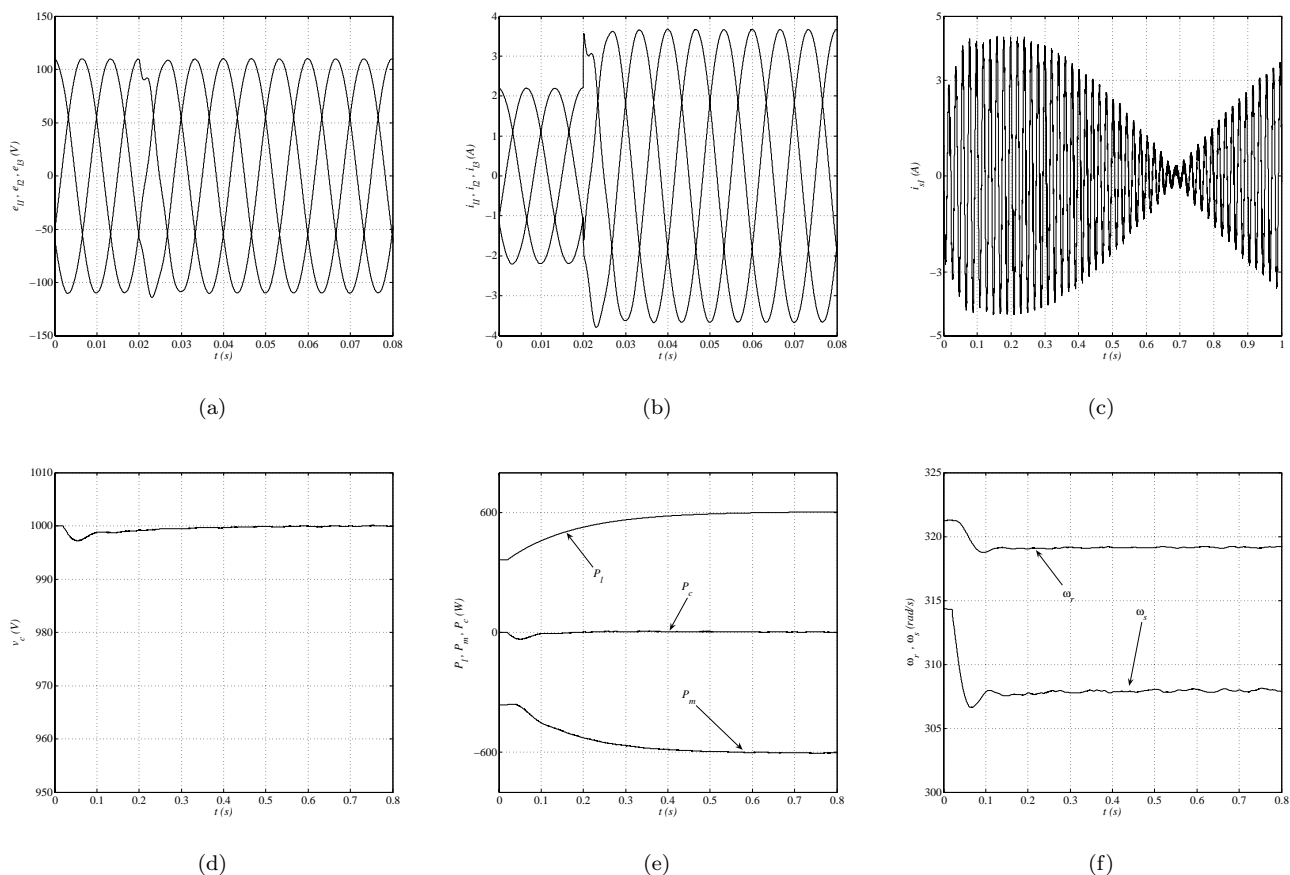 150
100
50
0
−50
−100
−150
e_{l1}, e_{l2}, e_{l3} (V)
0 0.01 0.02 0.03 0.04 0.05 0.06 0.07 0.08
t (s)
(a)
4
3
2
1
0
−1
−2
−3
−4
i_{l1}, i_{l2}, i_{l3} (A)
0 0.01 0.02 0.03 0.04 0.05 0.06 0.07 0.08
t (s)
(b)
5
3
0
−3
−5
i_{s1} (A)
0 0.1 0.2 0.3 0.4 0.5 0.6 0.7 0.8 0.9 1
t (s)
(c)
1010
1000
990
980
970
960
950
v_c (V)
0 0.1 0.2 0.3 0.4 0.5 0.6 0.7 0.8
t (s)
(d)
600
0
−600
P_l, P_m, P_c (W)
P_l
P_c
P_m
0 0.1 0.2 0.3 0.4 0.5 0.6 0.7 0.8
t (s)
(e)
325
320
315
310
305
300
ω_r, ω_s (rad/s)
ω_r
ω_s
0 0.1 0.2 0.3 0.4 0.5 0.6 0.7 0.8
t (s)
(f)